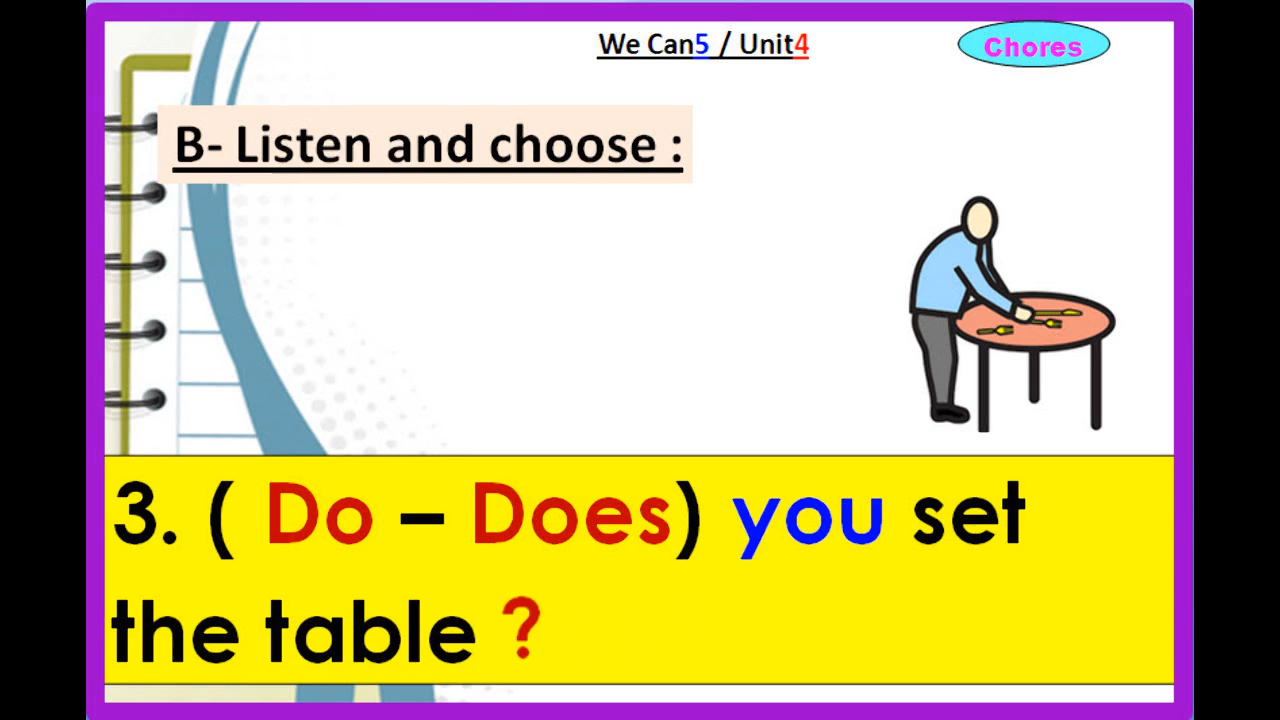 We Can5 / Unit4
Chores
B- Listen and choose :
3. ( Do – Does) you set
the table ?